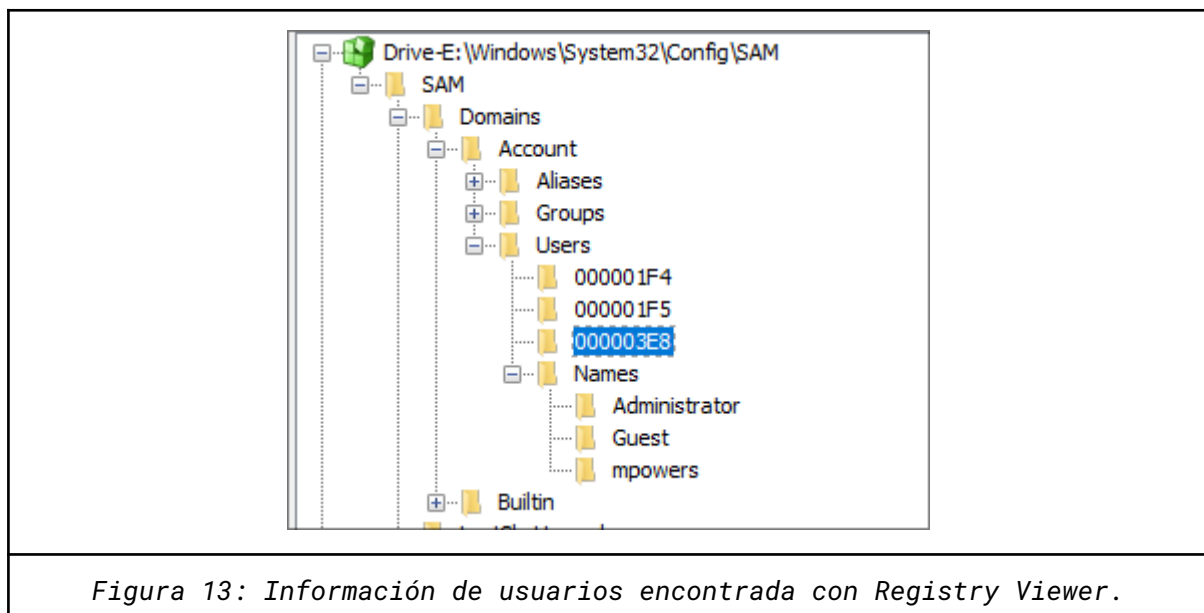 Drive-E:\Windows\System32\Config\SAM
SAM
Domains
Account
Aliases
Groups
Users
000001F4
000001F5
000003E8
Names
Administrator
Guest
mpowers
Builtin
Figura 13: Información de usuarios encontrada con Registry Viewer.